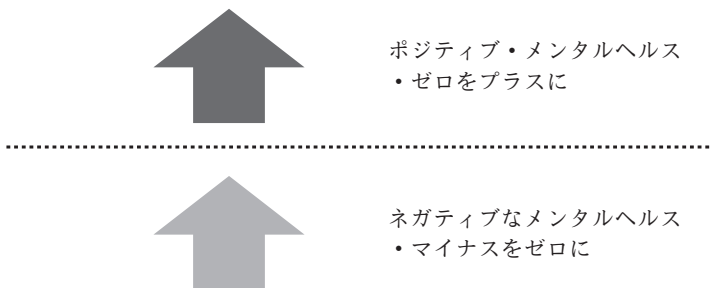 ポジティブ・メンタルヘルス
・ゼロをプラスに
ネガティブなメンタルヘルス
・マイナスをゼロに